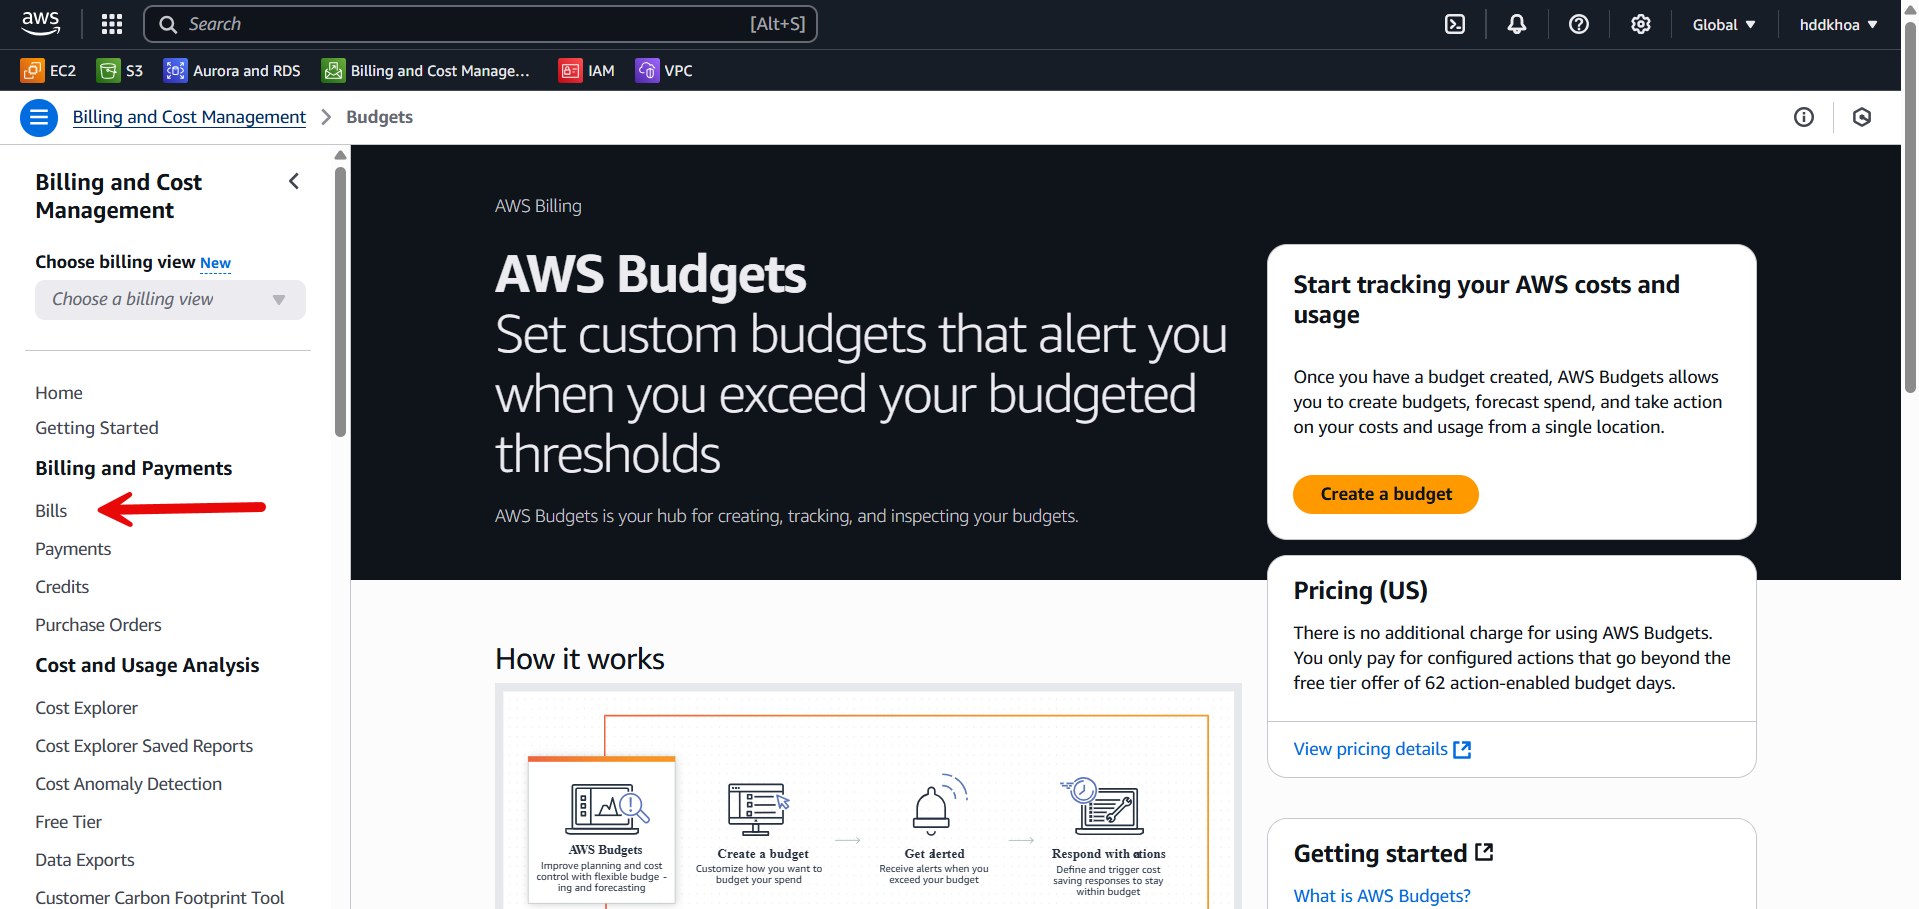 aws
Search [Alt+S]
Global
hddkhoa
EC2
S3
Aurora and RDS
Billing and Cost Manage...
IAM
VPC
Billing and Cost Management
Budgets
Billing and Cost
Management
Choose billing view New
Choose a billing view
Home
Getting Started
Billing and Payments
Bills
Payments
Credits
Purchase Orders
Cost and Usage Analysis
Cost Explorer
Cost Explorer Saved Reports
Cost Anomaly Detection
Free Tier
Data Exports
Customer Carbon Footprint Tool
AWS Billing
AWS Budgets
Set custom budgets that alert you
when you exceed your budgeted
thresholds
AWS Budgets is your hub for creating, tracking, and inspecting your budgets.
Start tracking your AWS costs and
usage
Once you have a budget created, AWS Budgets allows
you to create budgets, forecast spend, and take action
on your costs and usage from a single location.
Create a budget
Pricing (US)
There is no additional charge for using AWS Budgets.
You only pay for configured actions that go beyond the
free tier offer of 62 action-enabled budget days.
View pricing details
Getting started
What is AWS Budgets?
How it works
AWS Budgets
Improve planning and cost
control with flexible budge -
ing and forecasting
Create a budget
Customize how you want to
budget your spend
Get alerted
Receive alerts when you
exceed your budget
Respond with actions
Define and trigger cost
saving responses to stay
within budget